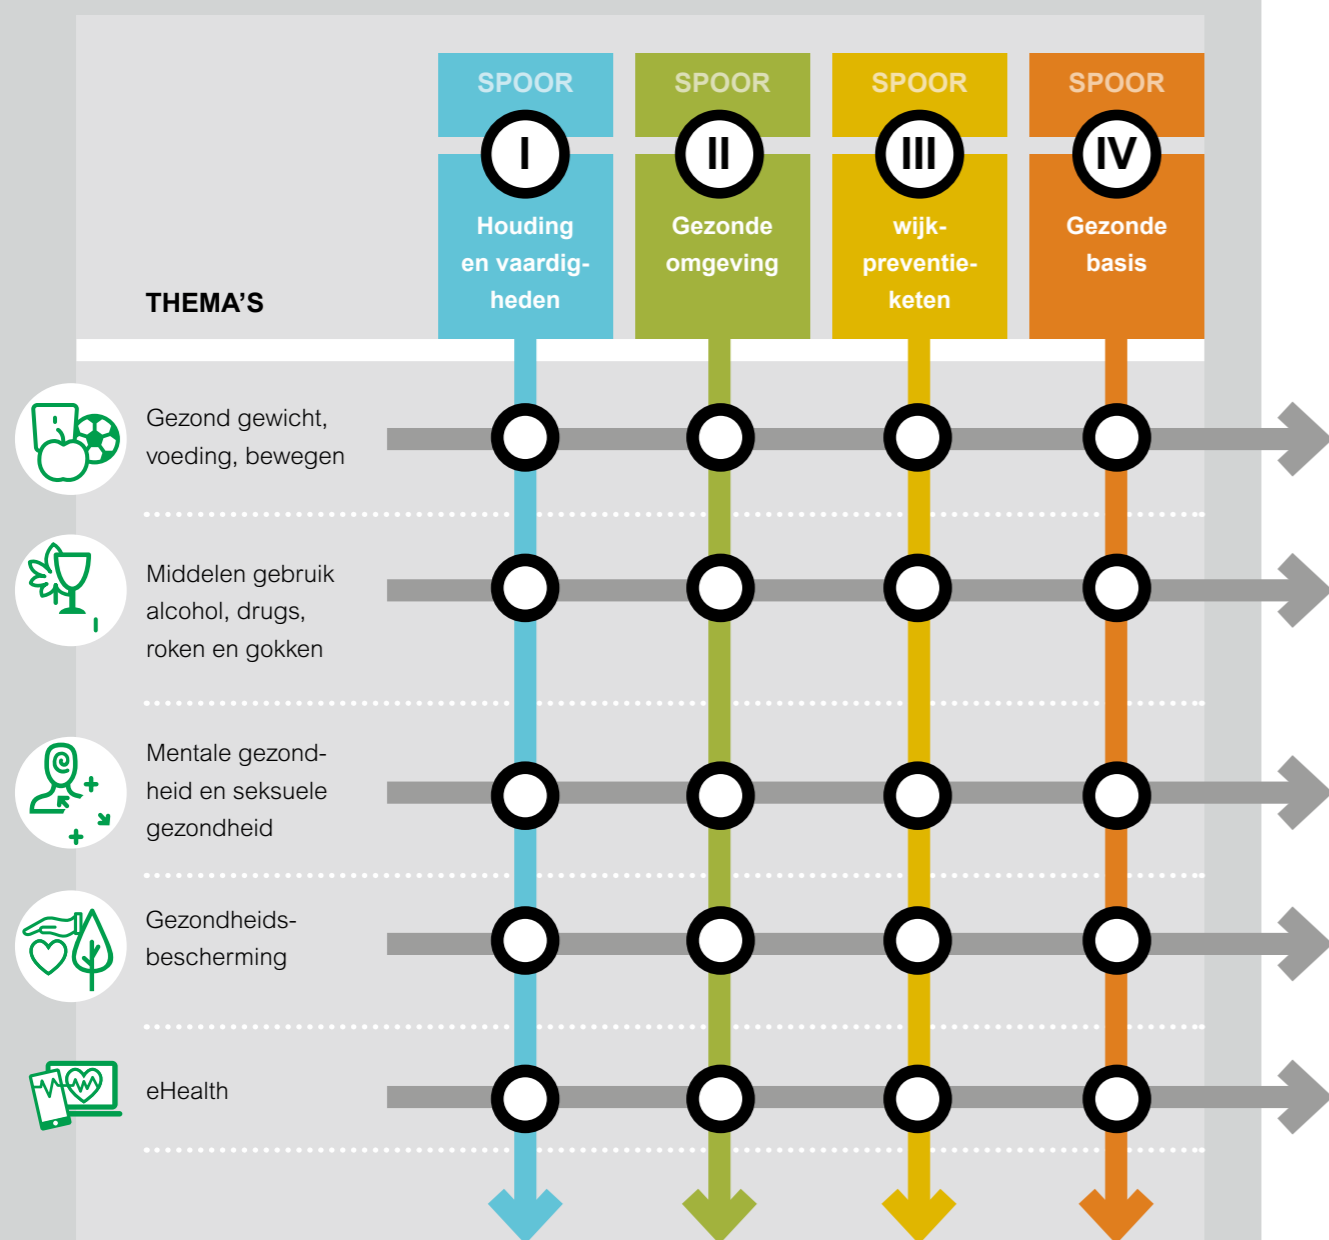 SPOOR
I
Houding
en vaardig-
heden
SPOOR
II
Gezonde
omgeving
SPOOR
III
wijk-
preventie-
keten
SPOOR
IV
Gezonde
basis
THEMA'S
Gezond gewicht,
voeding, bewegen
Middelen gebruik
alcohol, drugs,
roken en gokken
Mentale gezond-
heid en seksuele
gezondheid
Gezondheids-
bescherming
eHealth